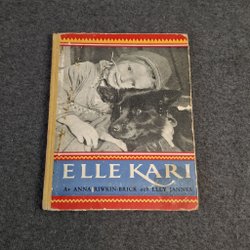 ELLE KARI
AV ANNA RIWKIN-BRICK OCH ELLY JANNES